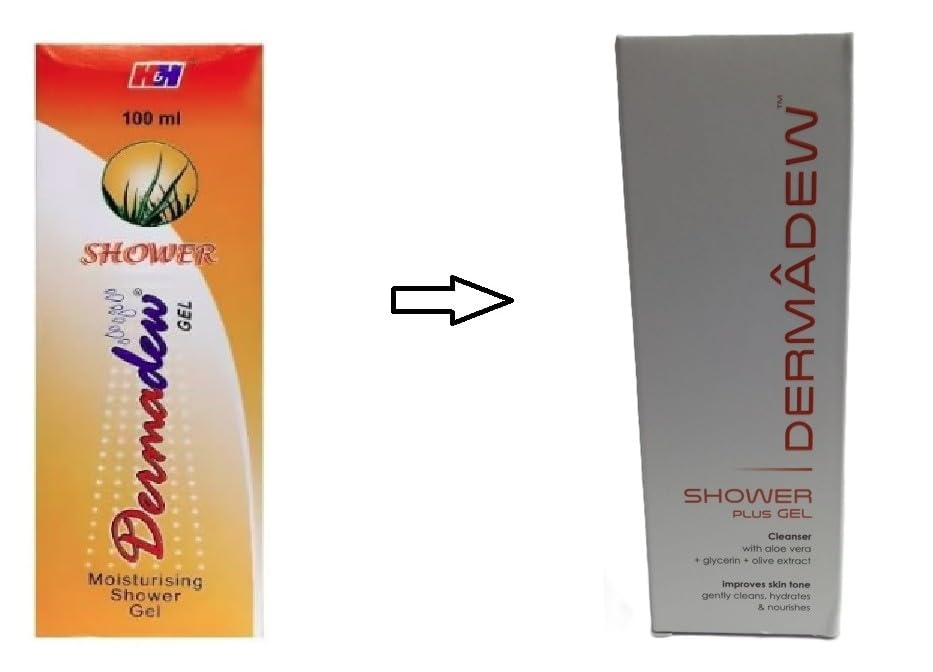 H&H
100 ml
SHOWER
Dermadew®
GEL
Moisturising
Shower
Gel
DERMÂDEW™
SHOWER
PLUS GEL
Cleanser
with aloe vera
+ glycerin + olive extract
improves skin tone
gently cleans, hydrates
& nourishes